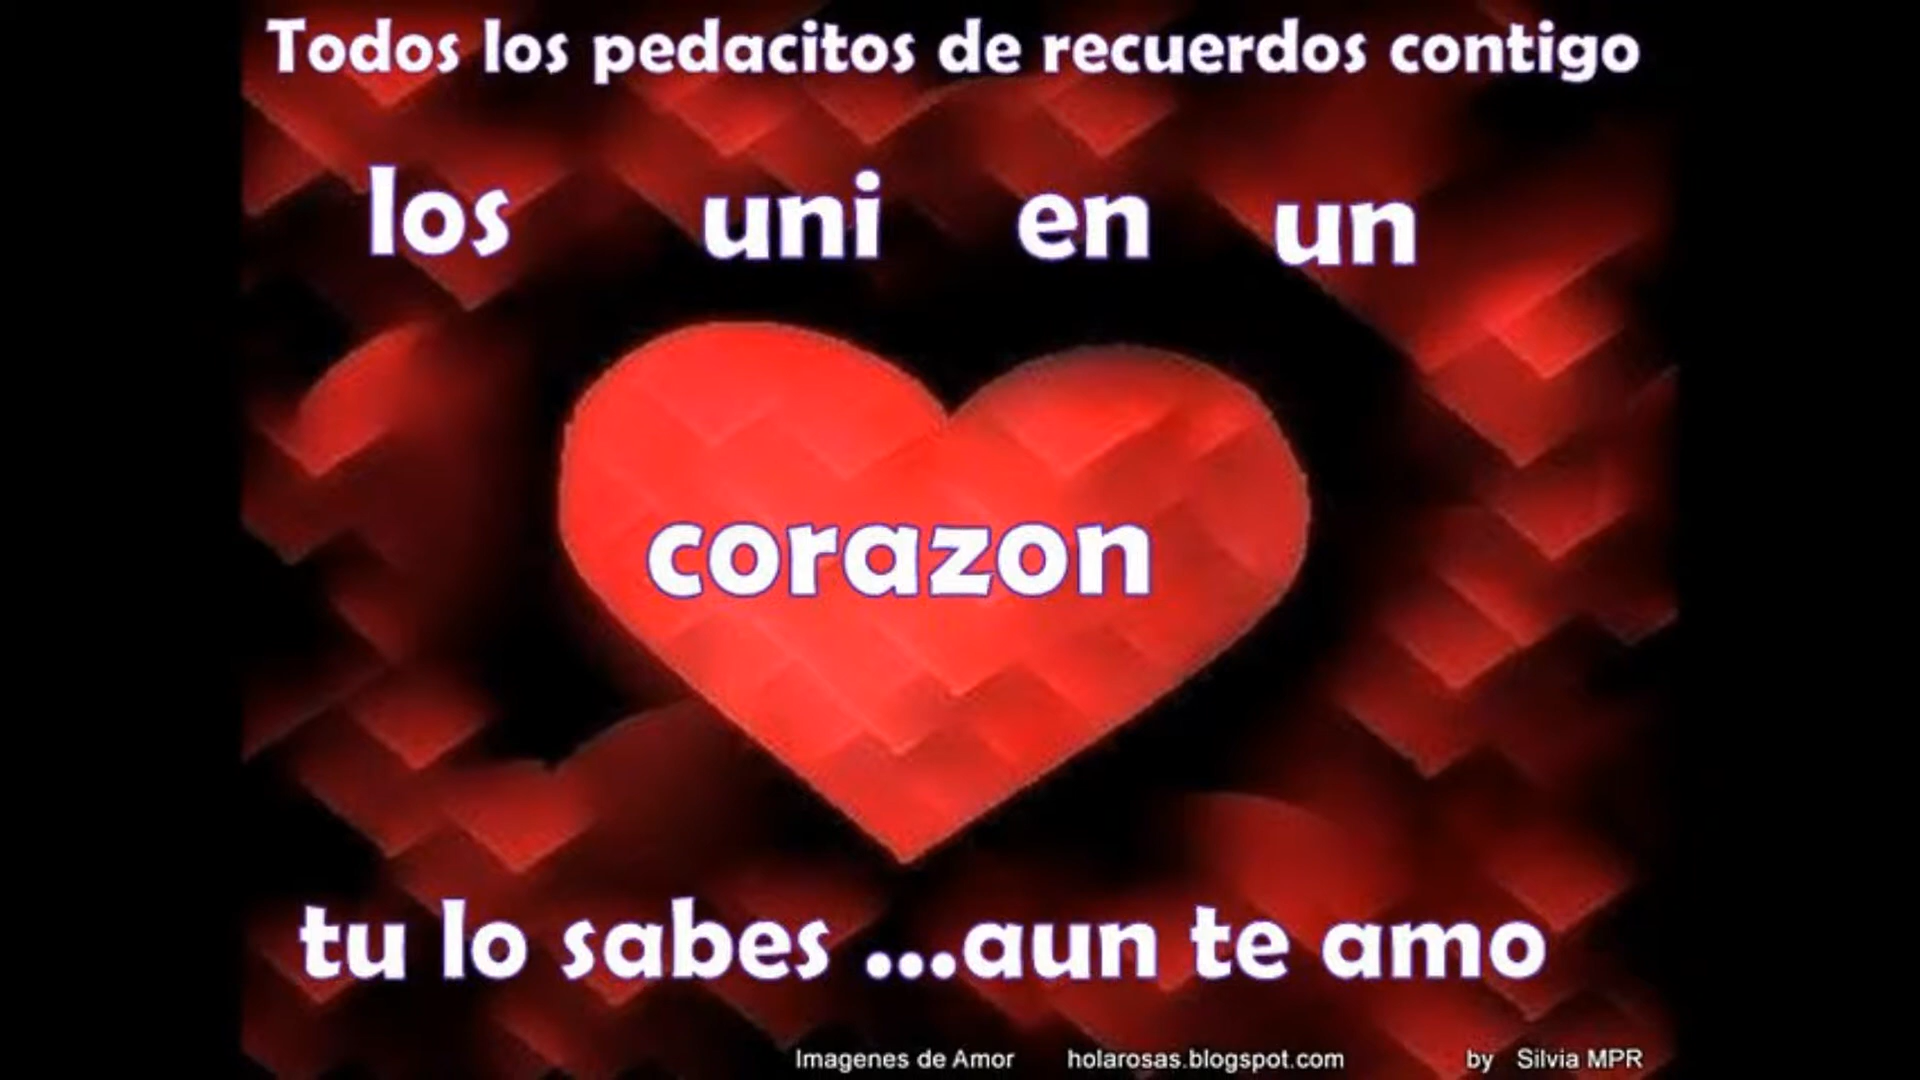 Todos los pedacitos de recuerdos contigo
los uni en un
corazon
tu lo sabes ...aun te amo
Imagenes de Amor holarosas.blogspot.com by Silvia MPR